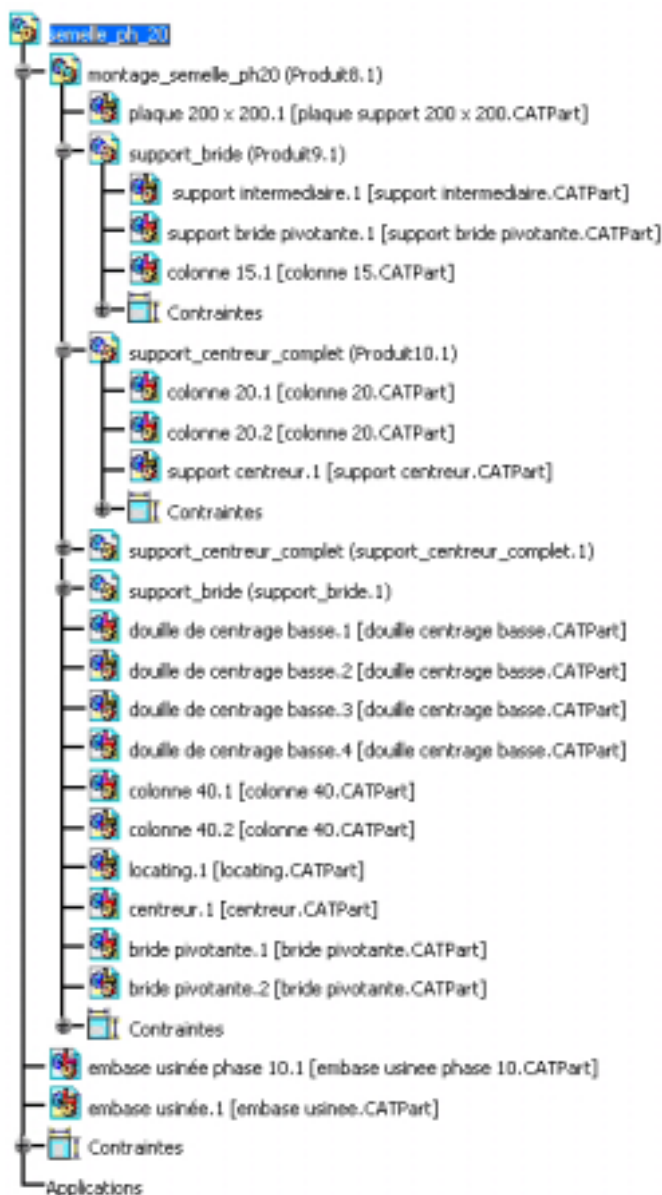 semelle_ph_20
montage_semelle_ph20 (Produit8.1)
plaque 200 x 200.1 [plaque support 200 x 200.CATPart]
support_bride (Produit9.1)
support intermediaire.1 [support intermediaire.CATPart]
support bride pivotante.1 [support bride pivotante.CATPart]
colonne 15.1 [colonne 15.CATPart]
Contraintes
support_centreur_complet (Produit10.1)
colonne 20.1 [colonne 20.CATPart]
colonne 20.2 [colonne 20.CATPart]
support centreur.1 [support centreur.CATPart]
Contraintes
support_centreur_complet (support_centreur_complet.1)
support_bride (support_bride.1)
douille de centrage basse.1 [douille centrage basse.CATPart]
douille de centrage basse.2 [douille centrage basse.CATPart]
douille de centrage basse.3 [douille centrage basse.CATPart]
douille de centrage basse.4 [douille centrage basse.CATPart]
colonne 40.1 [colonne 40.CATPart]
colonne 40.2 [colonne 40.CATPart]
locating.1 [locating.CATPart]
centreur.1 [centreur.CATPart]
bride pivotante.1 [bride pivotante.CATPart]
bride pivotante.2 [bride pivotante.CATPart]
Contraintes
embase usinée phase 10.1 [embase usinee phase 10.CATPart]
embase usinée.1 [embase usinee.CATPart]
Contraintes
Applications